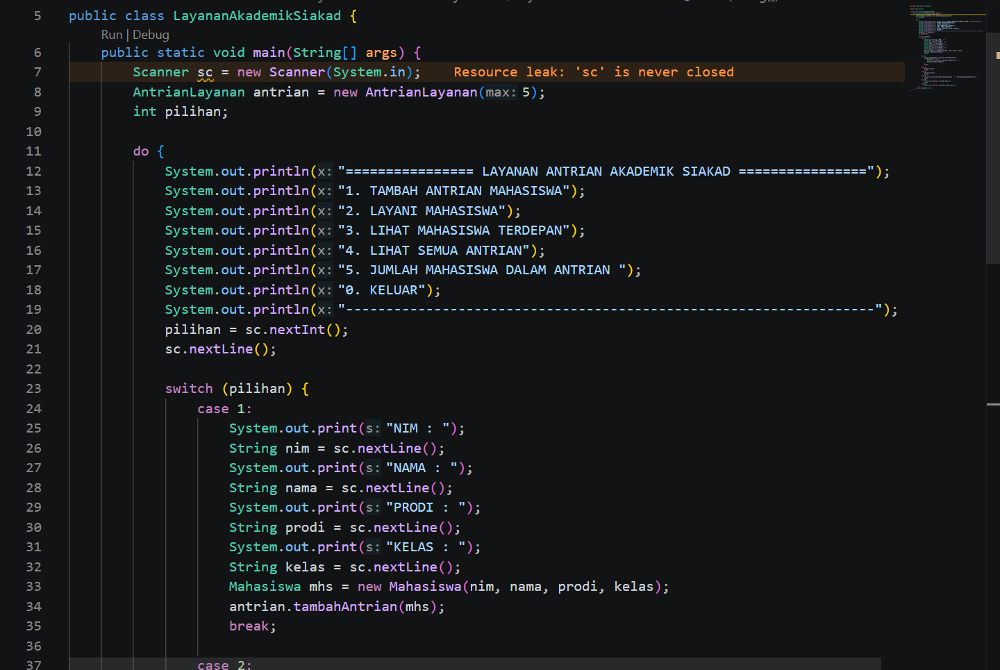 5 public class LayananAkademikSiakad {
Run | Debug
6 public static void main(String[] args) {
7 Scanner sc = new Scanner(System.in); Resource leak: 'sc' is never closed
8 AntrianLayanan antrian = new AntrianLayanan(max: 5);
9 int pilihan;
10
11 do {
12 System.out.println(x: "================ LAYANAN ANTRIAN AKADEMIK SIAKAD ================");
13 System.out.println(x: "1. TAMBAH ANTRIAN MAHASISWA");
14 System.out.println(x: "2. LAYANI MAHASISWA");
15 System.out.println(x: "3. LIHAT MAHASISWA TERDEPAN");
16 System.out.println(x: "4. LIHAT SEMUA ANTRIAN");
17 System.out.println(x: "5. JUMLAH MAHASISWA DALAM ANTRIAN ");
18 System.out.println(x: "0. KELUAR");
19 System.out.println(x: "------------------------------------------------------------------");
20 pilihan = sc.nextInt();
21 sc.nextLine();
22
23 switch (pilihan) {
24 case 1:
25 System.out.print(s: "NIM : ");
26 String nim = sc.nextLine();
27 System.out.print(s: "NAMA : ");
28 String nama = sc.nextLine();
29 System.out.print(s: "PRODI : ");
30 String prodi = sc.nextLine();
31 System.out.print(s: "KELAS : ");
32 String kelas = sc.nextLine();
33 Mahasiswa mhs = new Mahasiswa(nim, nama, prodi, kelas);
34 antrian.tambahAntrian(mhs);
35 break;
36
37 case 2: